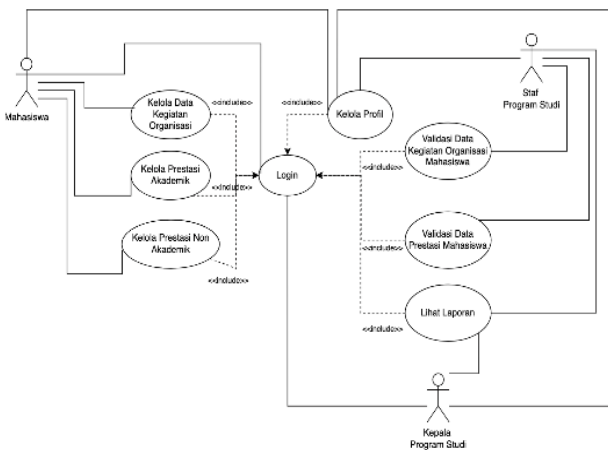 Mahasiswa
Kelola Data
Kegiatan
Organisasi
<<include>>
Kelola Prestasi
Akademik
<<include>>
Kelola Prestasi Non
Akademik
<<include>>
Login
<<include>>
Kelola Profil
Staf
Program Studi
Validasi Data
Kegiatan Organisasi
Mahasiswa
<<include>>
Validasi Data
Prestasi Mahasiswa
<<include>>
Lihat Laporan
<<include>>
Kepala
Program Studi